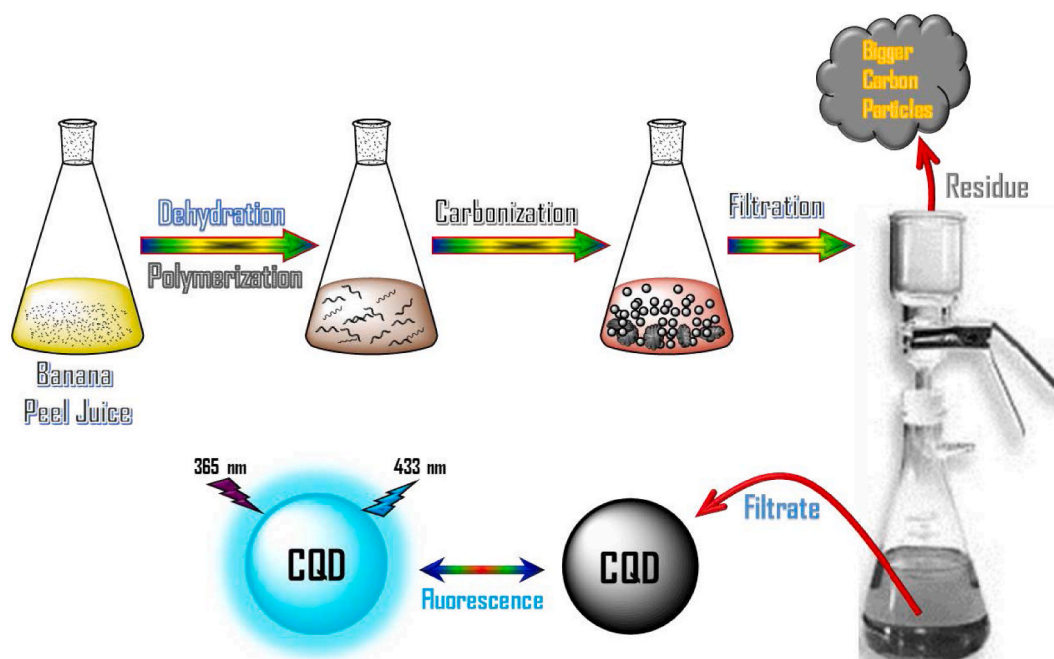 Bigger
Carbon
Particles
Residue
Dehydration
Polymerization
Carbonization
Filtration
Banana
Peel Juice
365 nm
433 nm
CQD
Fluorescence
CQD
Filtrate